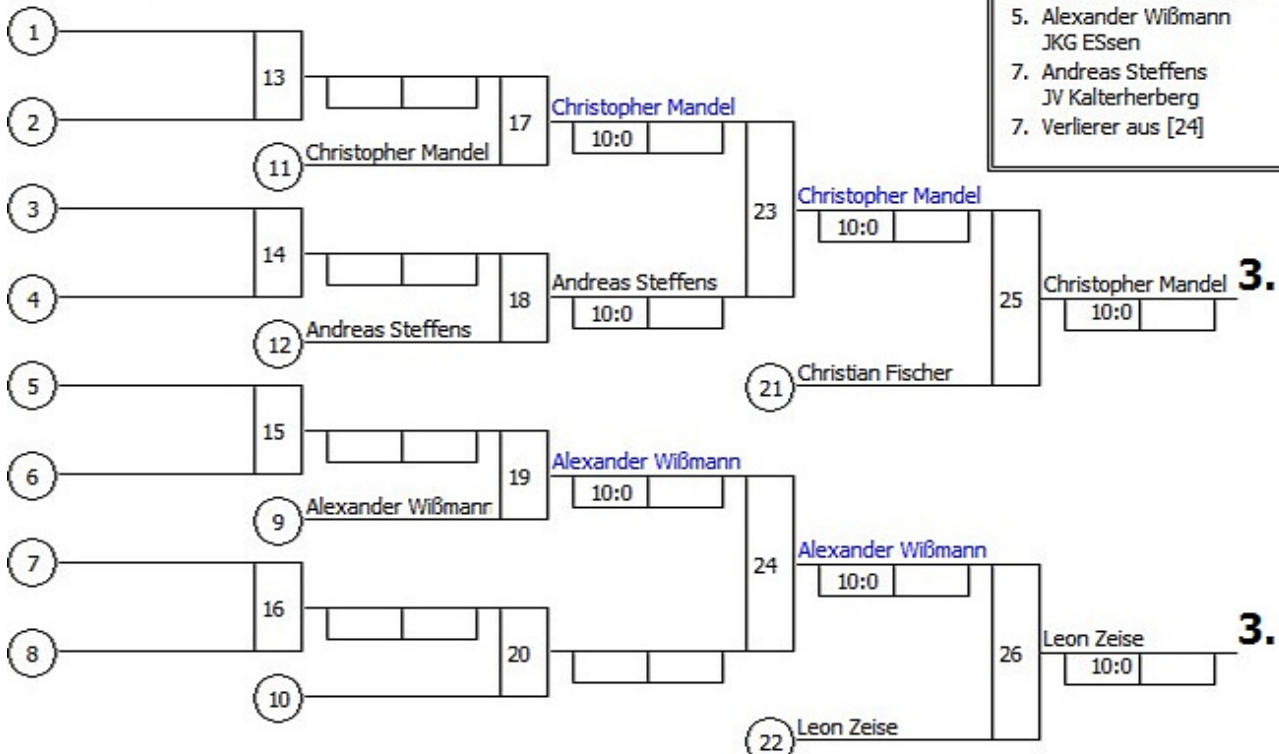 5. Alexander Wißmann
JKG ESsen
7. Andreas Steffens
JV Kalterherberg
7. Verlierer aus [24]
1
13
2
17
Christopher Mandel
10:0
11
Christopher Mandel
3
23
Christopher Mandel
10:0
14
4
18
Andreas Steffens
10:0
12
Andreas Steffens
25
Christopher Mandel
3.
10:0
5
21
Christian Fischer
15
6
19
Alexander Wißmann
10:0
9
Alexander Wißmann
7
24
Alexander Wißmann
10:0
16
8
20
10
26
Leon Zeise
3.
10:0
22
Leon Zeise